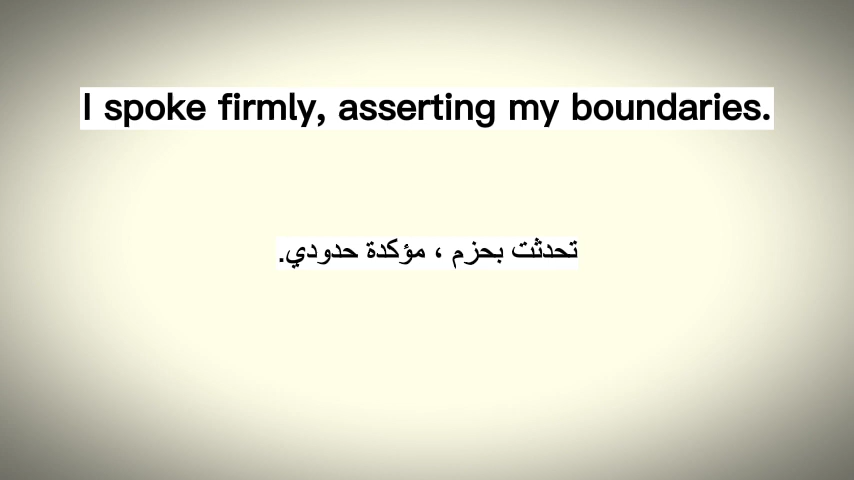 I spoke firmly, asserting my boundaries.
تحدثت بحزم ، مؤكدة حدودي.